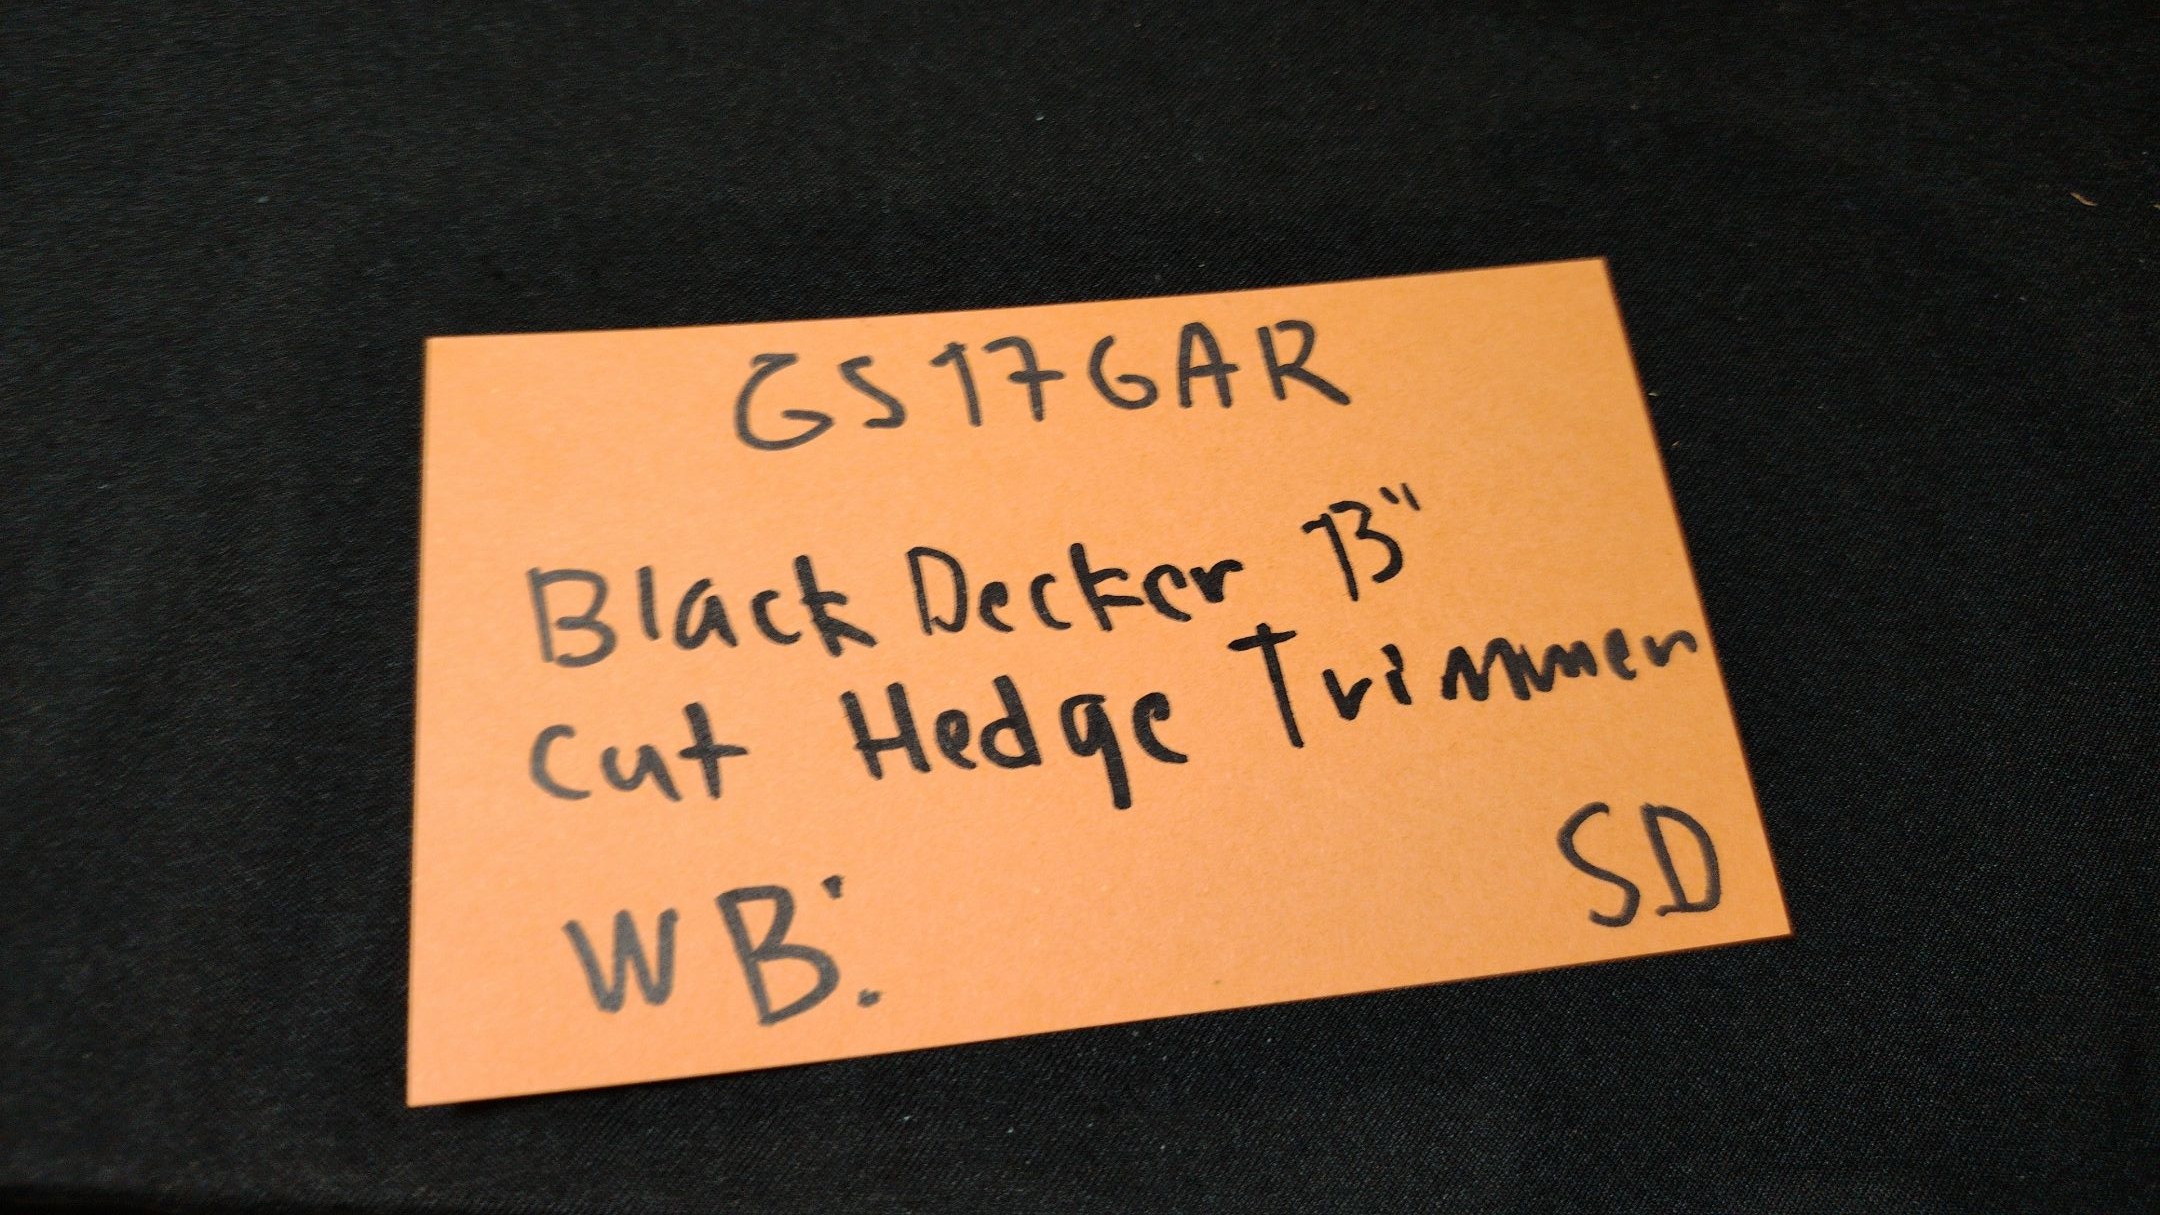 GS17GAR
Black Decker 13"
Cut Hedge Trimmer
WB:
SD